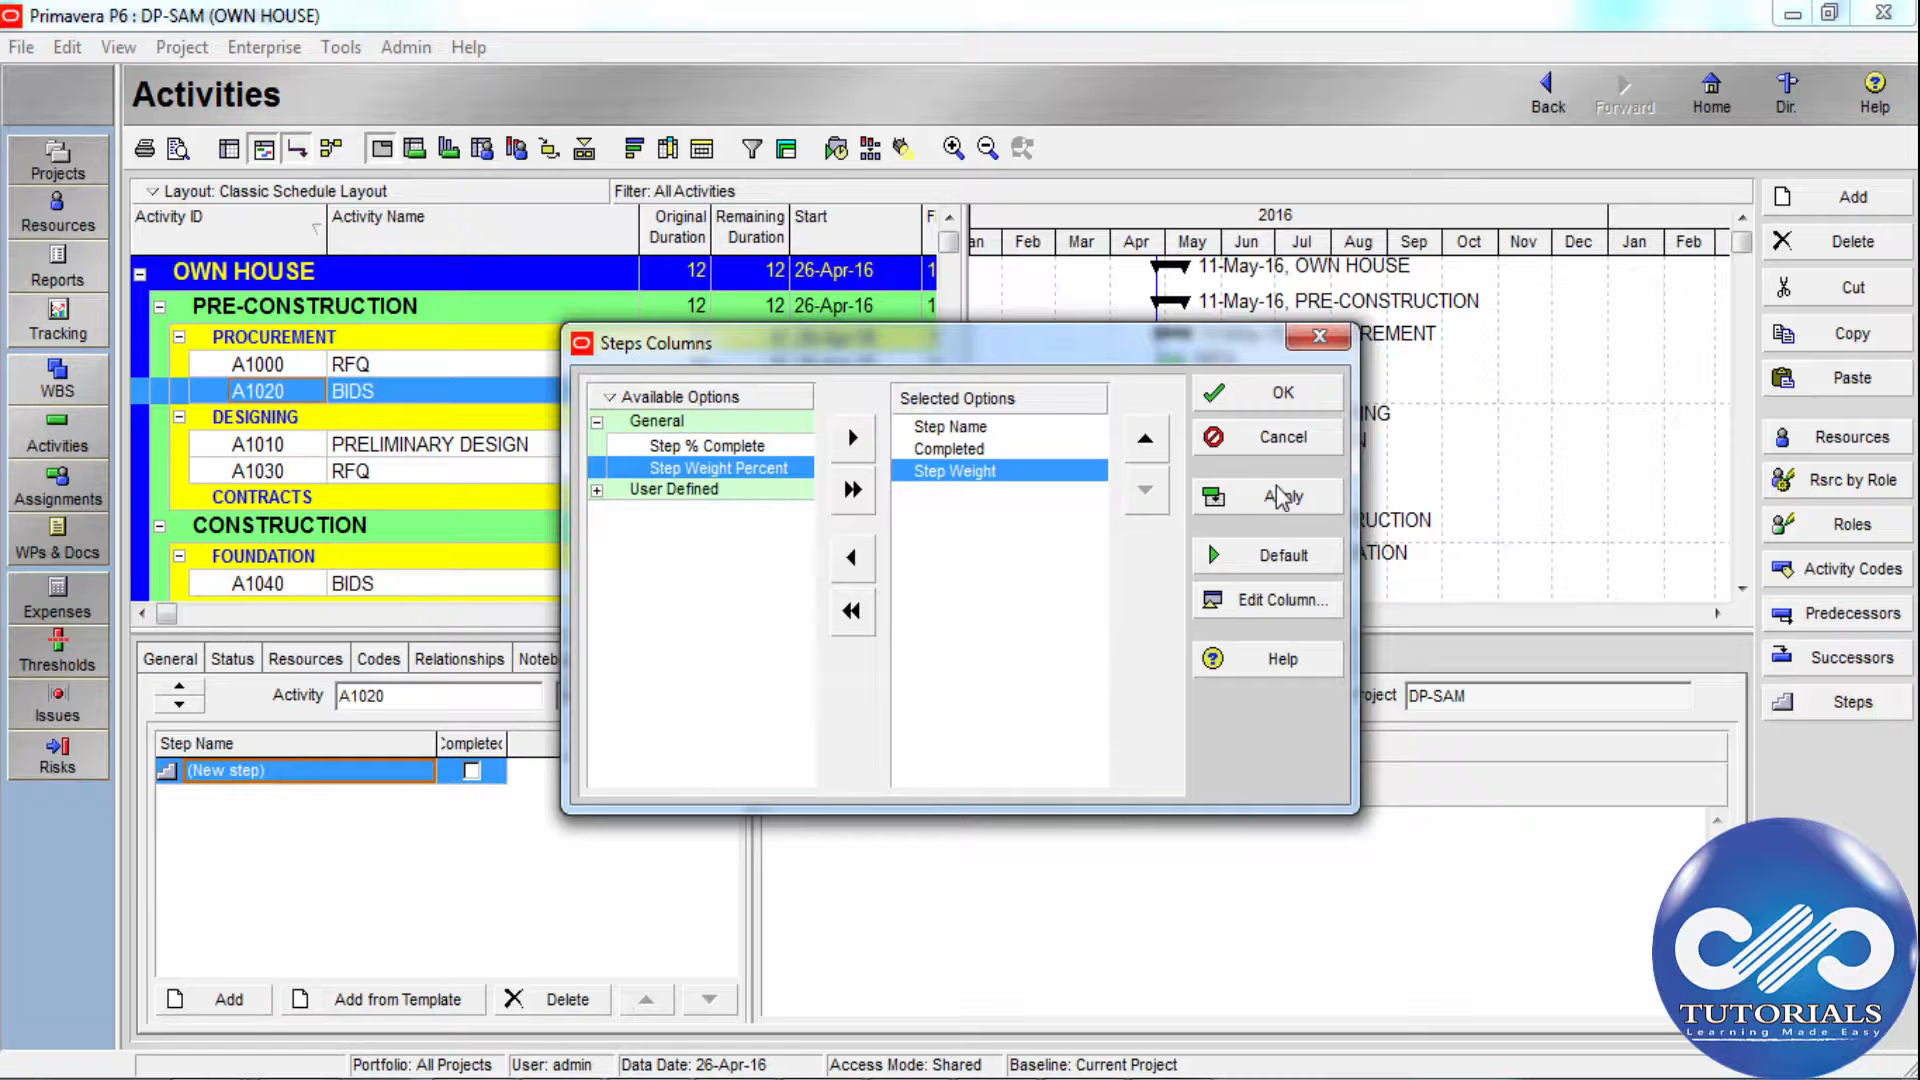 Primavera P6 : DP-SAM (OWN HOUSE)
File Edit View Project Enterprise Tools Admin Help
Activities
Back Forward Home Dir. Help
Layout: Classic Schedule Layout Filter: All Activities
Activity ID Activity Name Original Duration Remaining Duration Start F
2016
an Feb Mar Apr May Jun Jul Aug Sep Oct Nov Dec Jan Feb
OWN HOUSE 12 12 26-Apr-16 1
11-May-16, OWN HOUSE
PRE-CONSTRUCTION 12 12 26-Apr-16 1
11-May-16, PRE-CONSTRUCTION
PROCUREMENT
REMENT
A1000 RFQ
A1020 BIDS
DESIGNING
NG
A1010 PRELIMINARY DESIGN
A1030 RFQ
CONTRACTS
CONSTRUCTION
RUCTION
FOUNDATION
ATION
A1040 BIDS
Projects
Resources
Reports
Tracking
WBS
Activities
Assignments
WPs & Docs
Expenses
Thresholds
Issues
Risks
Steps Columns
Available Options
General
Step % Complete
Step Weight Percent
User Defined
Selected Options
Step Name
Completed
Step Weight
OK
Cancel
Apply
Default
Edit Column...
Help
Add
Delete
Cut
Copy
Paste
Resources
Rsrc by Role
Roles
Activity Codes
Predecessors
Successors
Steps
General Status Resources Codes Relationships Noteb
Activity A1020
roject DP-SAM
Step Name Completed
(New step)
Add Add from Template Delete
TUTORIALS
Learning Made Easy
Portfolio: All Projects User: admin Data Date: 26-Apr-16 Access Mode: Shared Baseline: Current Project